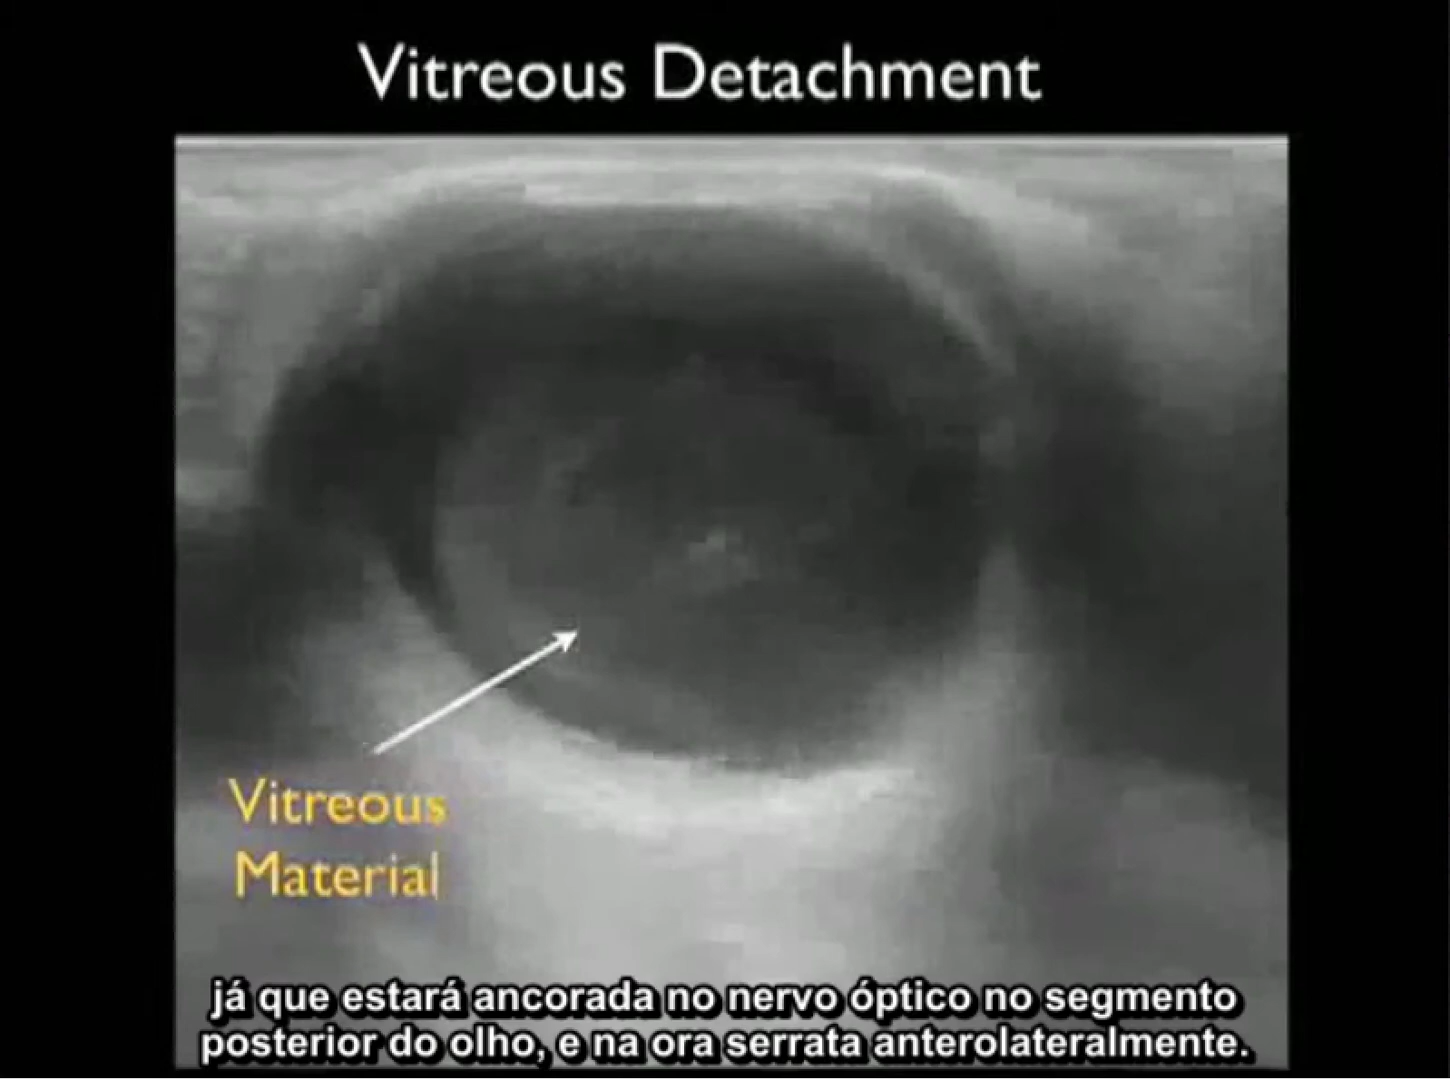 Vitreous Detachment
Vitreous
Material
já que estará ancorada no nervo óptico no segmento
posterior do olho, e na ora serrata anterolateralmente.